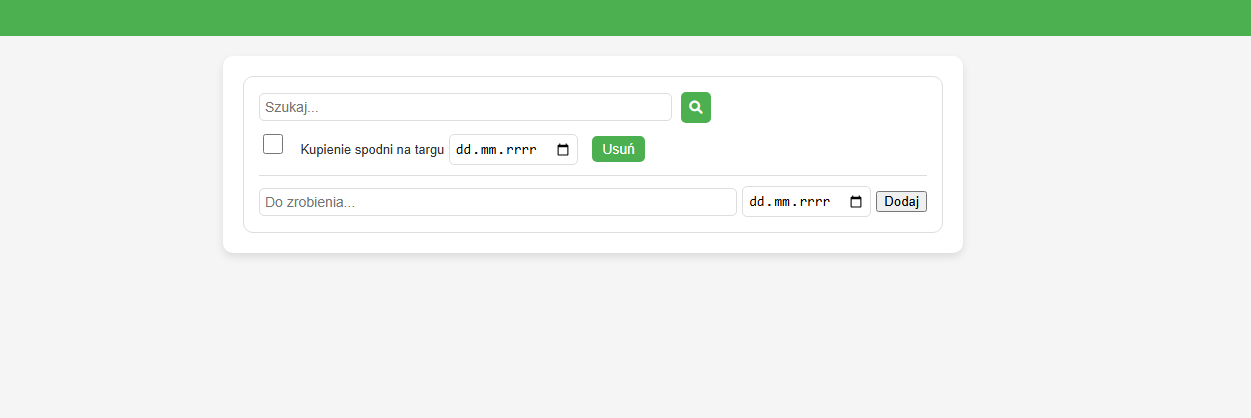 Szukaj...
Kupienie spodni na targu dd.mm.rrrr Usuń
Do zrobienia... dd.mm.rrrr Dodaj